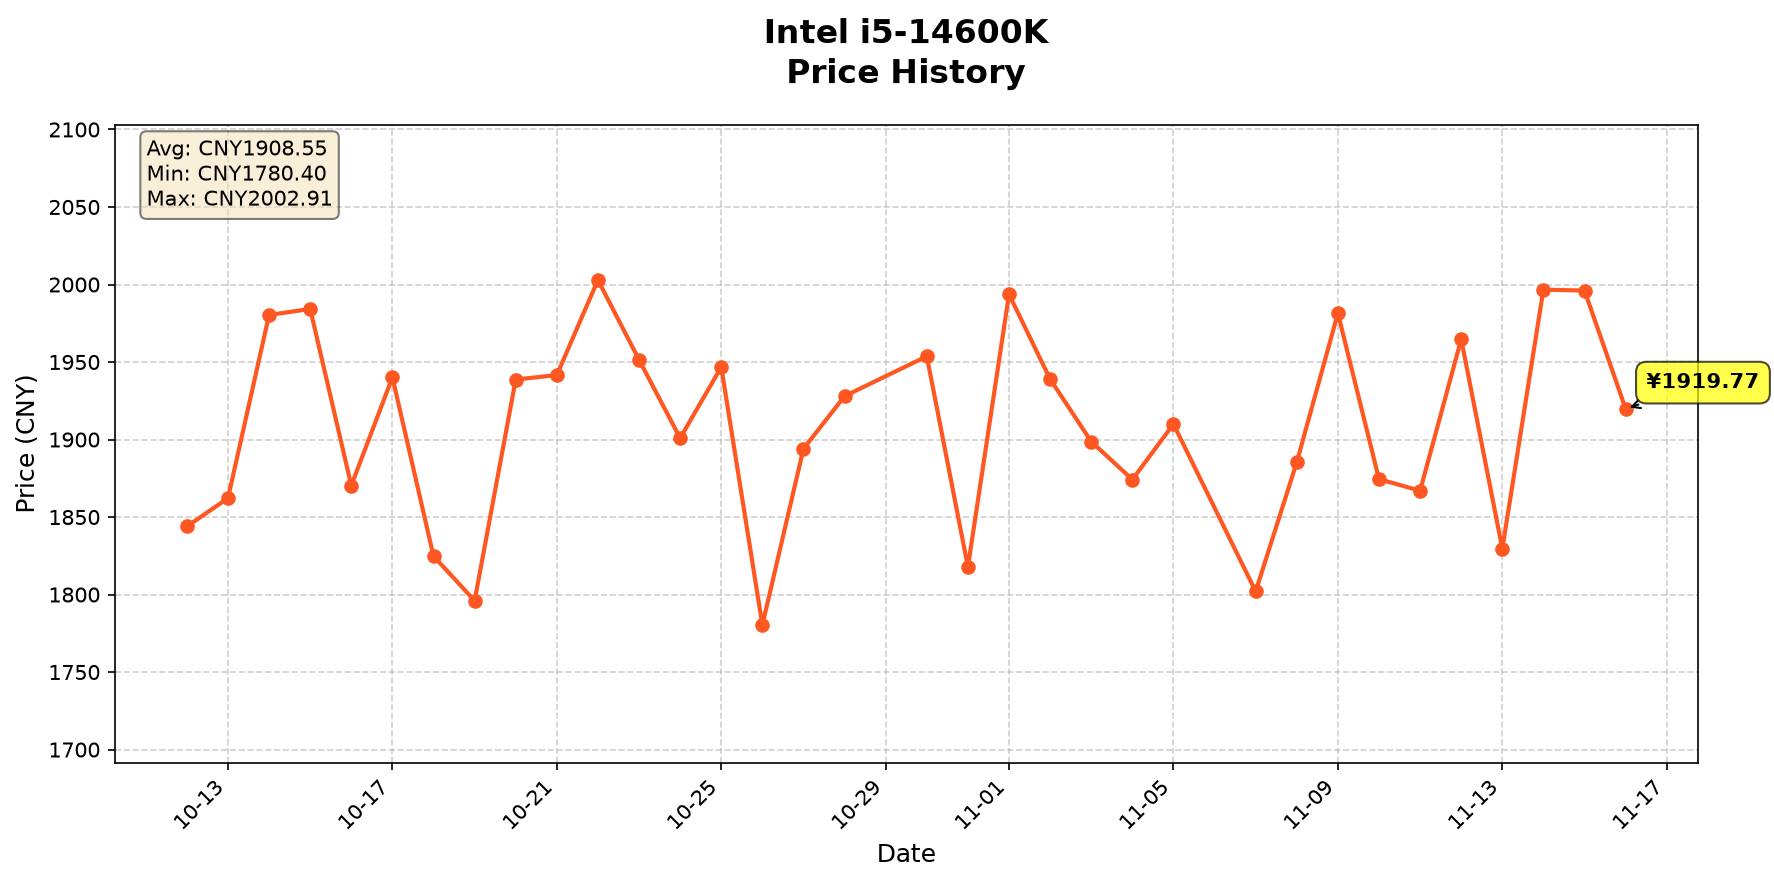 Intel i5-14600K
Price History
Avg: CNY1908.55
Min: CNY1780.40
Max: CNY2002.91
2100
2050
2000
1950
1900
1850
1800
1750
1700
Price (CNY)
¥1919.77
10-13
10-17
10-21
10-25
10-29
11-01
11-05
11-09
11-13
11-17
Date